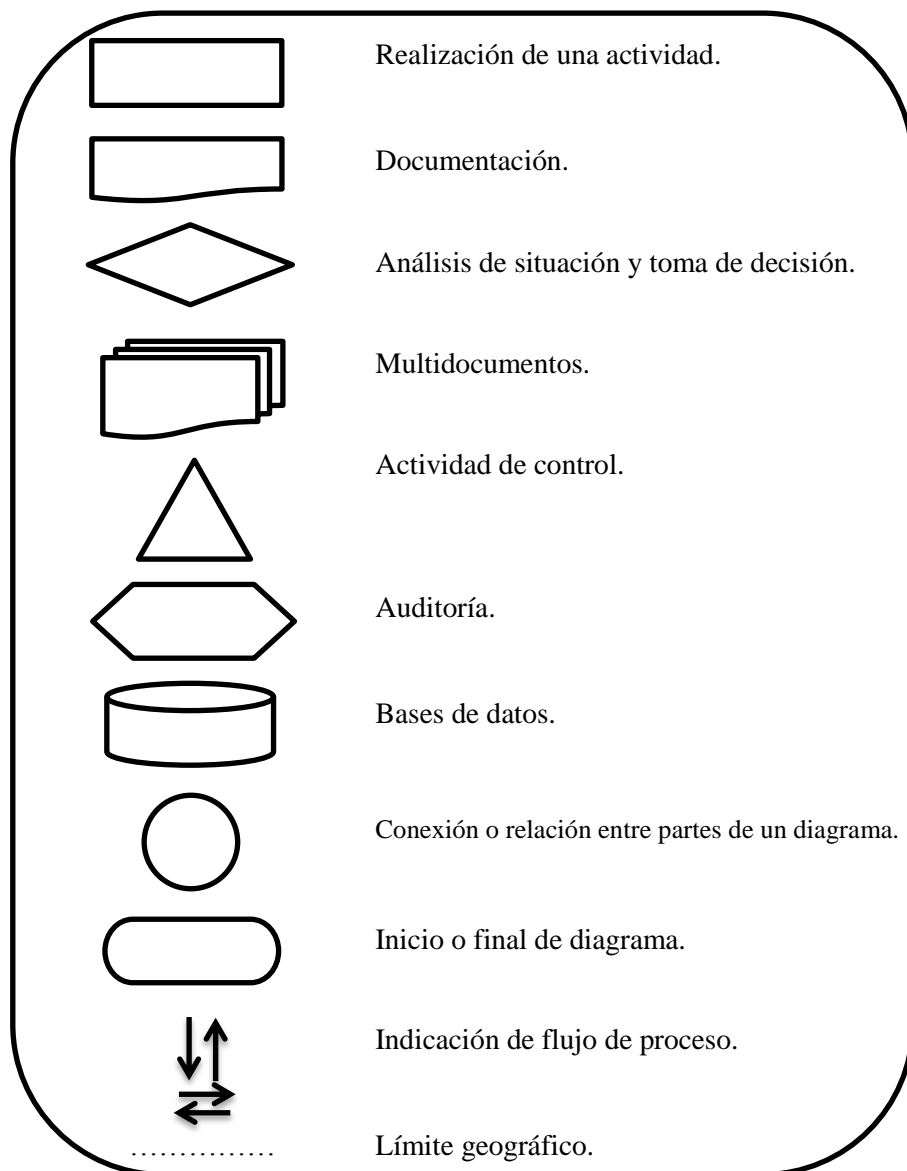 Realización de una actividad.
Documentación.
Análisis de situación y toma de decisión.
Multidocumentos.
Actividad de control.
Auditoría.
Bases de datos.
Conexión o relación entre partes de un diagrama.
Inicio o final de diagrama.
Indicación de flujo de proceso.
Límite geográfico.